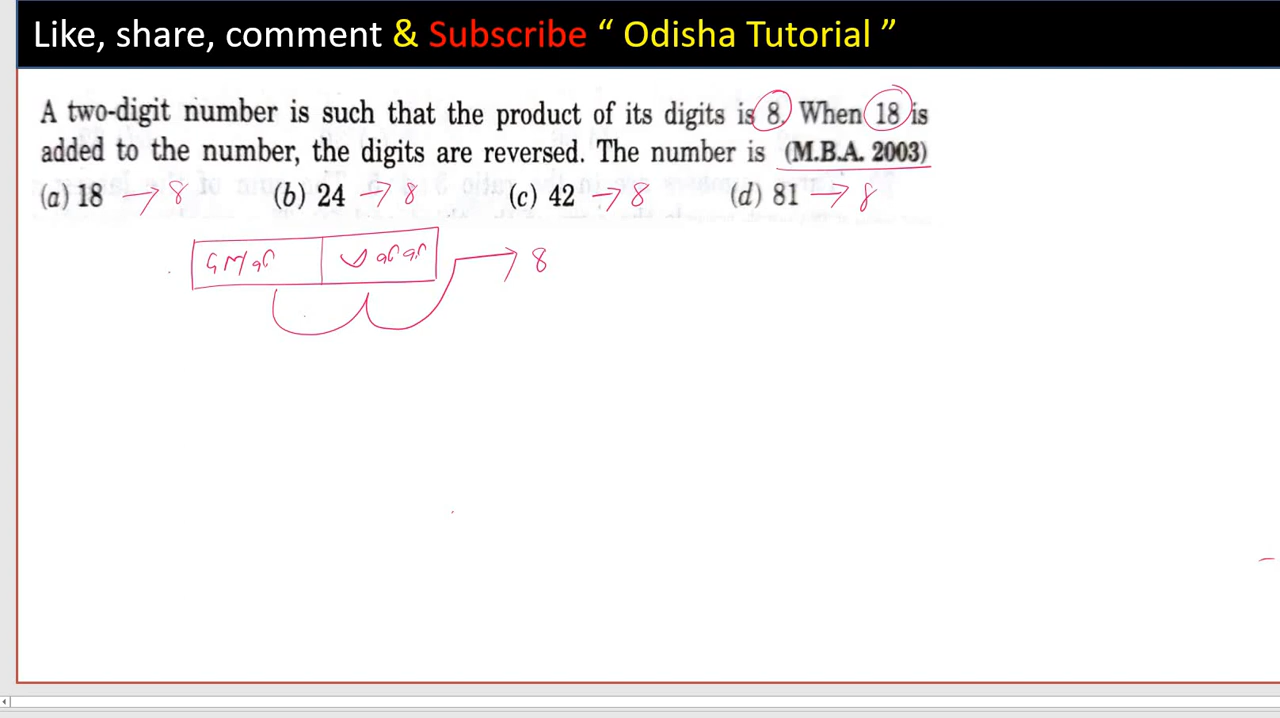 Like, share, comment & Subscribe “ Odisha Tutorial ”
A two-digit number is such that the product of its digits is 8. When 18 is
added to the number, the digits are reversed. The number is (M.B.A. 2003)
(a) 18 → 8 (b) 24 → 8 (c) 42 → 8 (d) 81 → 8
→ 8